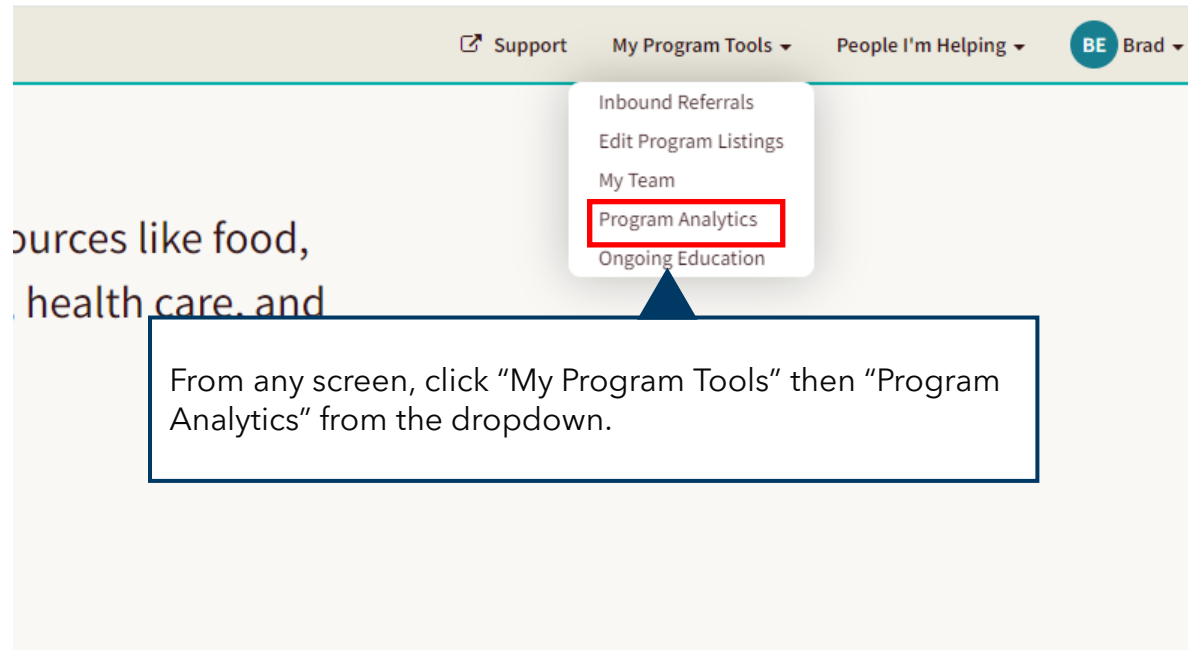 Support My Program Tools People I'm Helping BE Brad
Inbound Referrals
Edit Program Listings
My Team
Program Analytics
Ongoing Education
ources like food,
health care, and
From any screen, click “My Program Tools” then “Program
Analytics” from the dropdown.